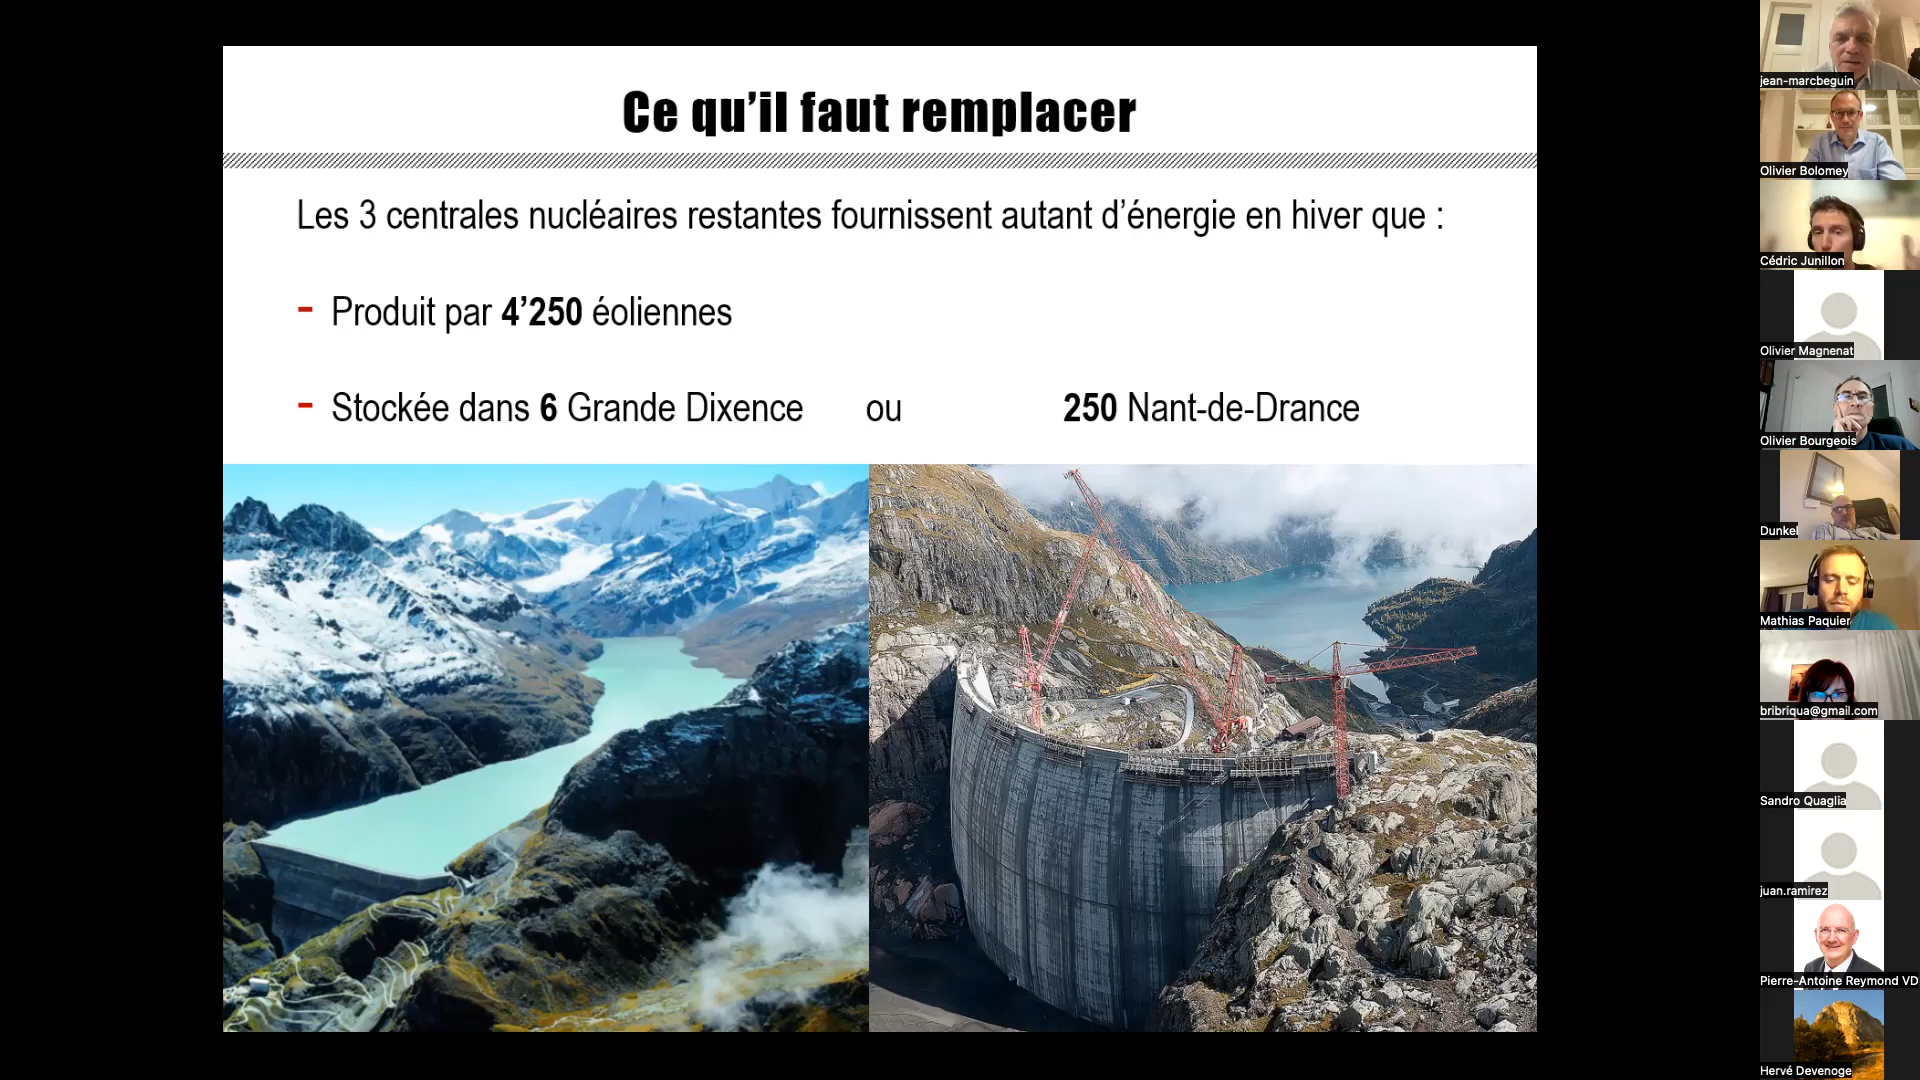 Ce qu’il faut remplacer
Les 3 centrales nucléaires restantes fournissent autant d’énergie en hiver que :
- Produit par 4’250 éoliennes
- Stockée dans 6 Grande Dixence ou 250 Nant-de-Drance
jean-marcbeguin
Olivier Bolomey
Cédric Junillon
Olivier Magnenat
Olivier Bourgeois
Dunkel
Mathias Paquier
bribriqua@gmail.com
Sandro Quaglia
juan.ramirez
Pierre-Antoine Reymond VD
Hervé Devenoge